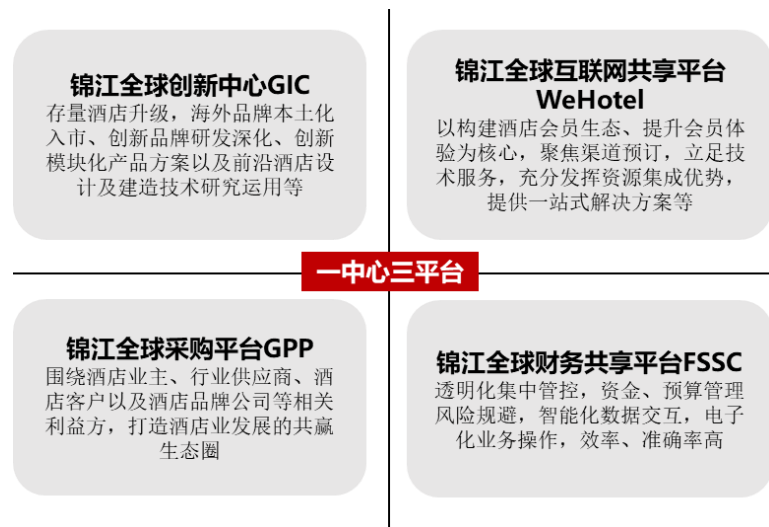 锦江全球创新中心GIC
存量酒店升级，海外品牌本土化
入市、创新品牌研发深化、创新
模块化产品方案以及前沿酒店设
计及建造技术研究运用等
锦江全球互联网共享平台
WeHotel
以构建酒店会员生态、提升会员体
验为核心，聚焦渠道预订，立足技
术服务，充分发挥资源集成优势，
提供一站式解决方案等
一中心三平台
锦江全球采购平台GPP
围绕酒店业主、行业供应商、酒
店客户以及酒店品牌公司等相关
利益方，打造酒店业发展的共赢
生态圈
锦江全球财务共享平台FSSC
透明化集中管控，资金、预算管理
风险规避，智能化数据交互，电子
化业务操作，效率、准确率高